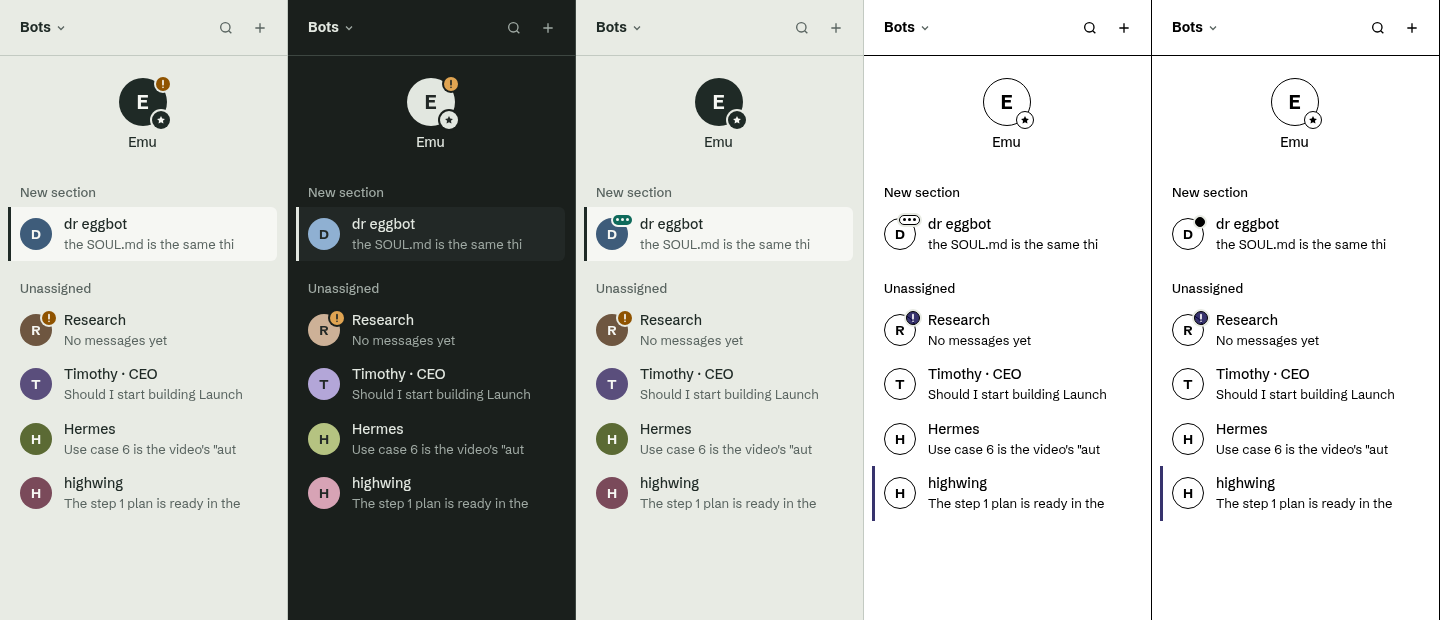 Bots
E
!
Emu
New section
D
dr eggbot
the SOUL.md is the same thi
Unassigned
R
!
Research
No messages yet
T
Timothy · CEO
Should I start building Launch
H
Hermes
Use case 6 is the video's "aut
H
highwing
The step 1 plan is ready in the
Bots
E
!
Emu
New section
D
dr eggbot
the SOUL.md is the same thi
Unassigned
R
!
Research
No messages yet
T
Timothy · CEO
Should I start building Launch
H
Hermes
Use case 6 is the video's "aut
H
highwing
The step 1 plan is ready in the
Bots
E
Emu
New section
D
dr eggbot
the SOUL.md is the same thi
Unassigned
R
!
Research
No messages yet
T
Timothy · CEO
Should I start building Launch
H
Hermes
Use case 6 is the video's "aut
H
highwing
The step 1 plan is ready in the
Bots
E
Emu
New section
D
dr eggbot
the SOUL.md is the same thi
Unassigned
R
!
Research
No messages yet
T
Timothy · CEO
Should I start building Launch
H
Hermes
Use case 6 is the video's "aut
H
highwing
The step 1 plan is ready in the
Bots
E
Emu
New section
D
dr eggbot
the SOUL.md is the same thi
Unassigned
R
!
Research
No messages yet
T
Timothy · CEO
Should I start building Launch
H
Hermes
Use case 6 is the video's "aut
H
highwing
The step 1 plan is ready in the